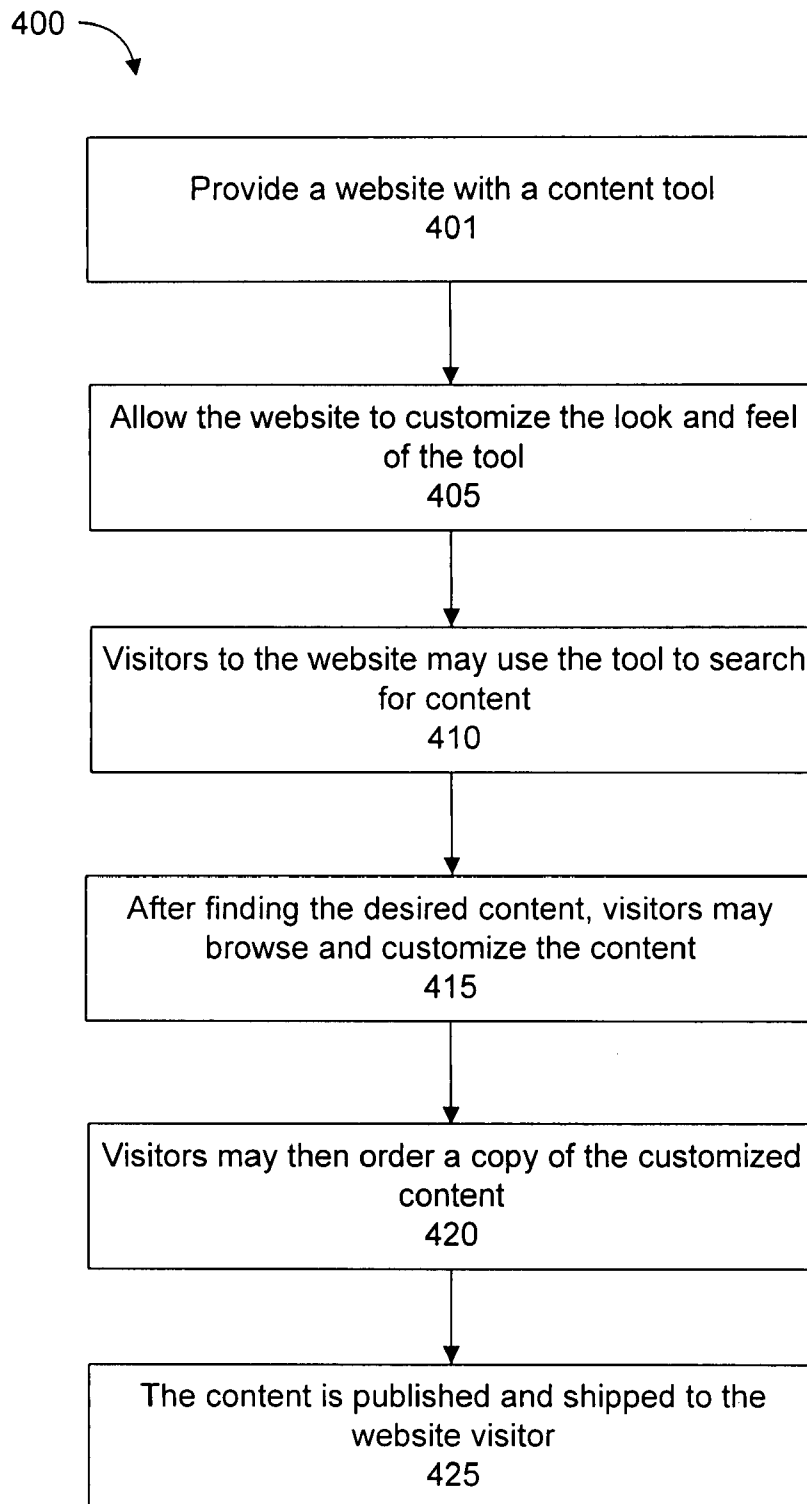 400
Provide a website with a content tool
401
Allow the website to customize the look and feel
of the tool
405
Visitors to the website may use the tool to search
for content
410
After finding the desired content, visitors may
browse and customize the content
415
Visitors may then order a copy of the customized
content
420
The content is published and shipped to the
website visitor
425